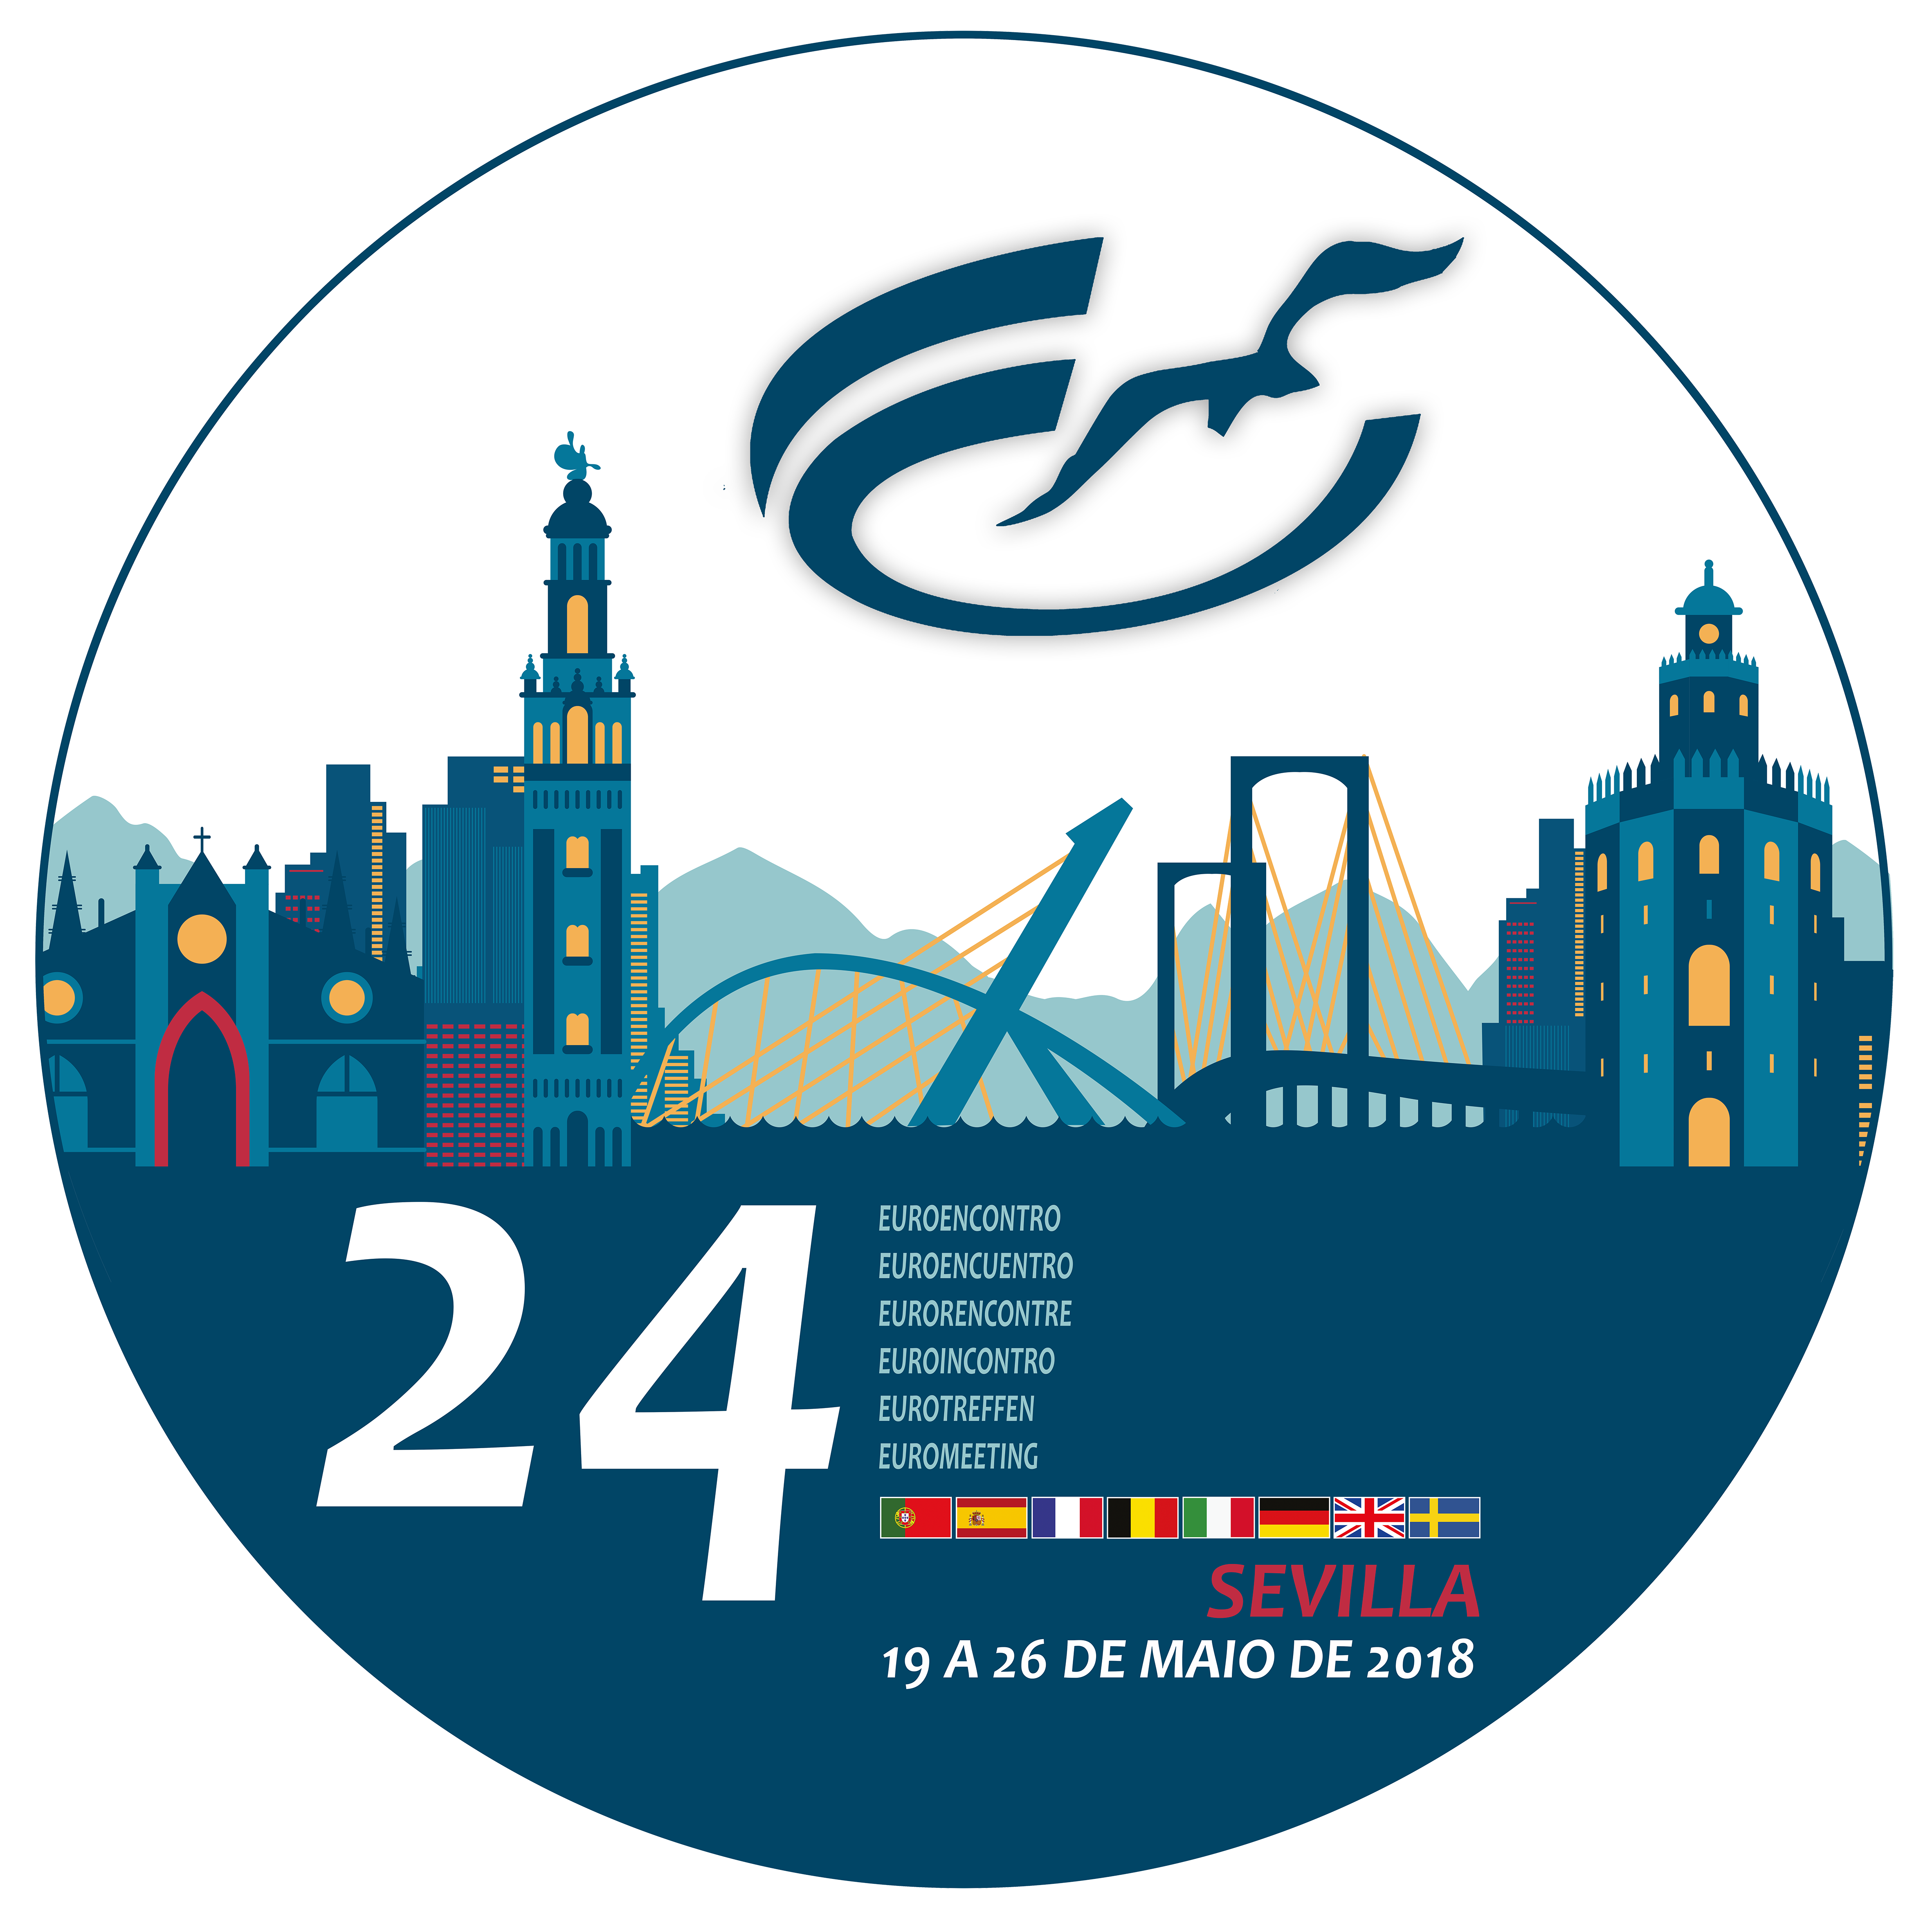 24
EUROENCONTRO
EUROENCUENTRO
EURORENCONTRE
EUROINCONTRO
EUROTREFFEN
EUROMEETING
SEVILLA
19 A 26 DE MAIO DE 2018